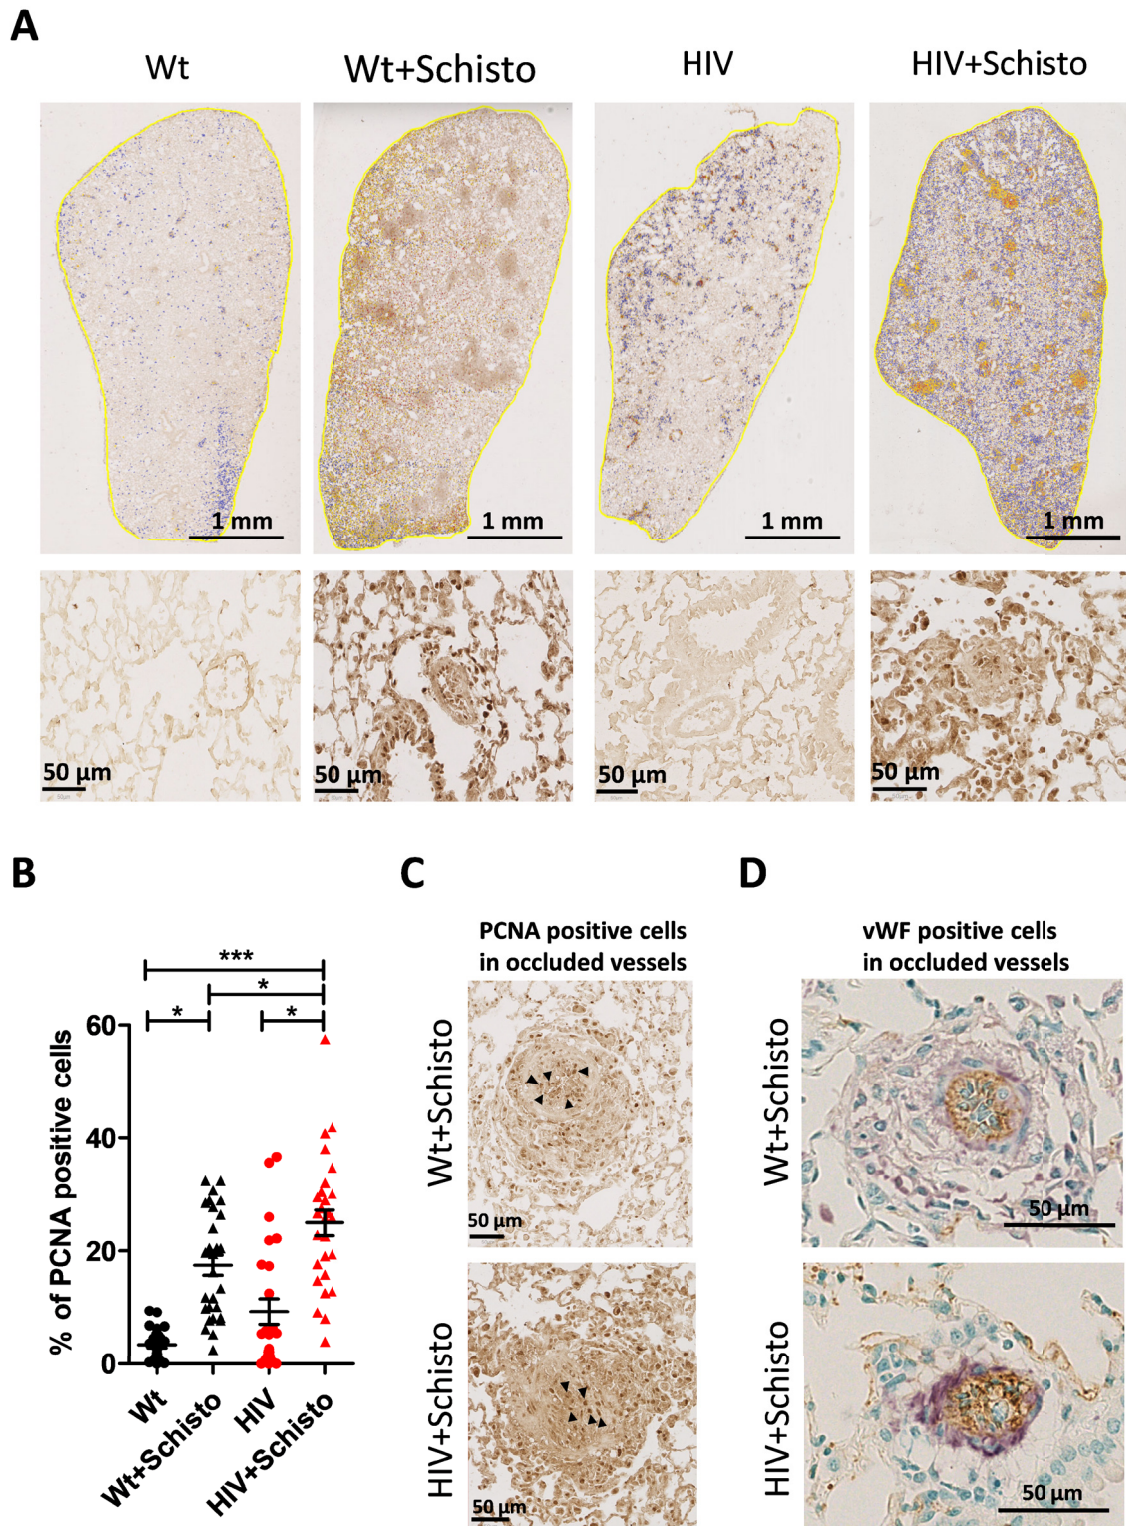 A
Wt
Wt+Schisto
HIV
HIV+Schisto
1 mm
1 mm
1 mm
1 mm
50 µm
50 µm
50 µm
50 µm
B
% of PCNA positive cells
***
*
*
*
60
40
20
0
Wt
Wt+Schisto
HIV
HIV+Schisto
C
PCNA positive cells
in occluded vessels
Wt+Schisto
50 µm
HIV+Schisto
50 µm
D
vWF positive cells
in occluded vessels
Wt+Schisto
50 µm
HIV+Schisto
50 µm